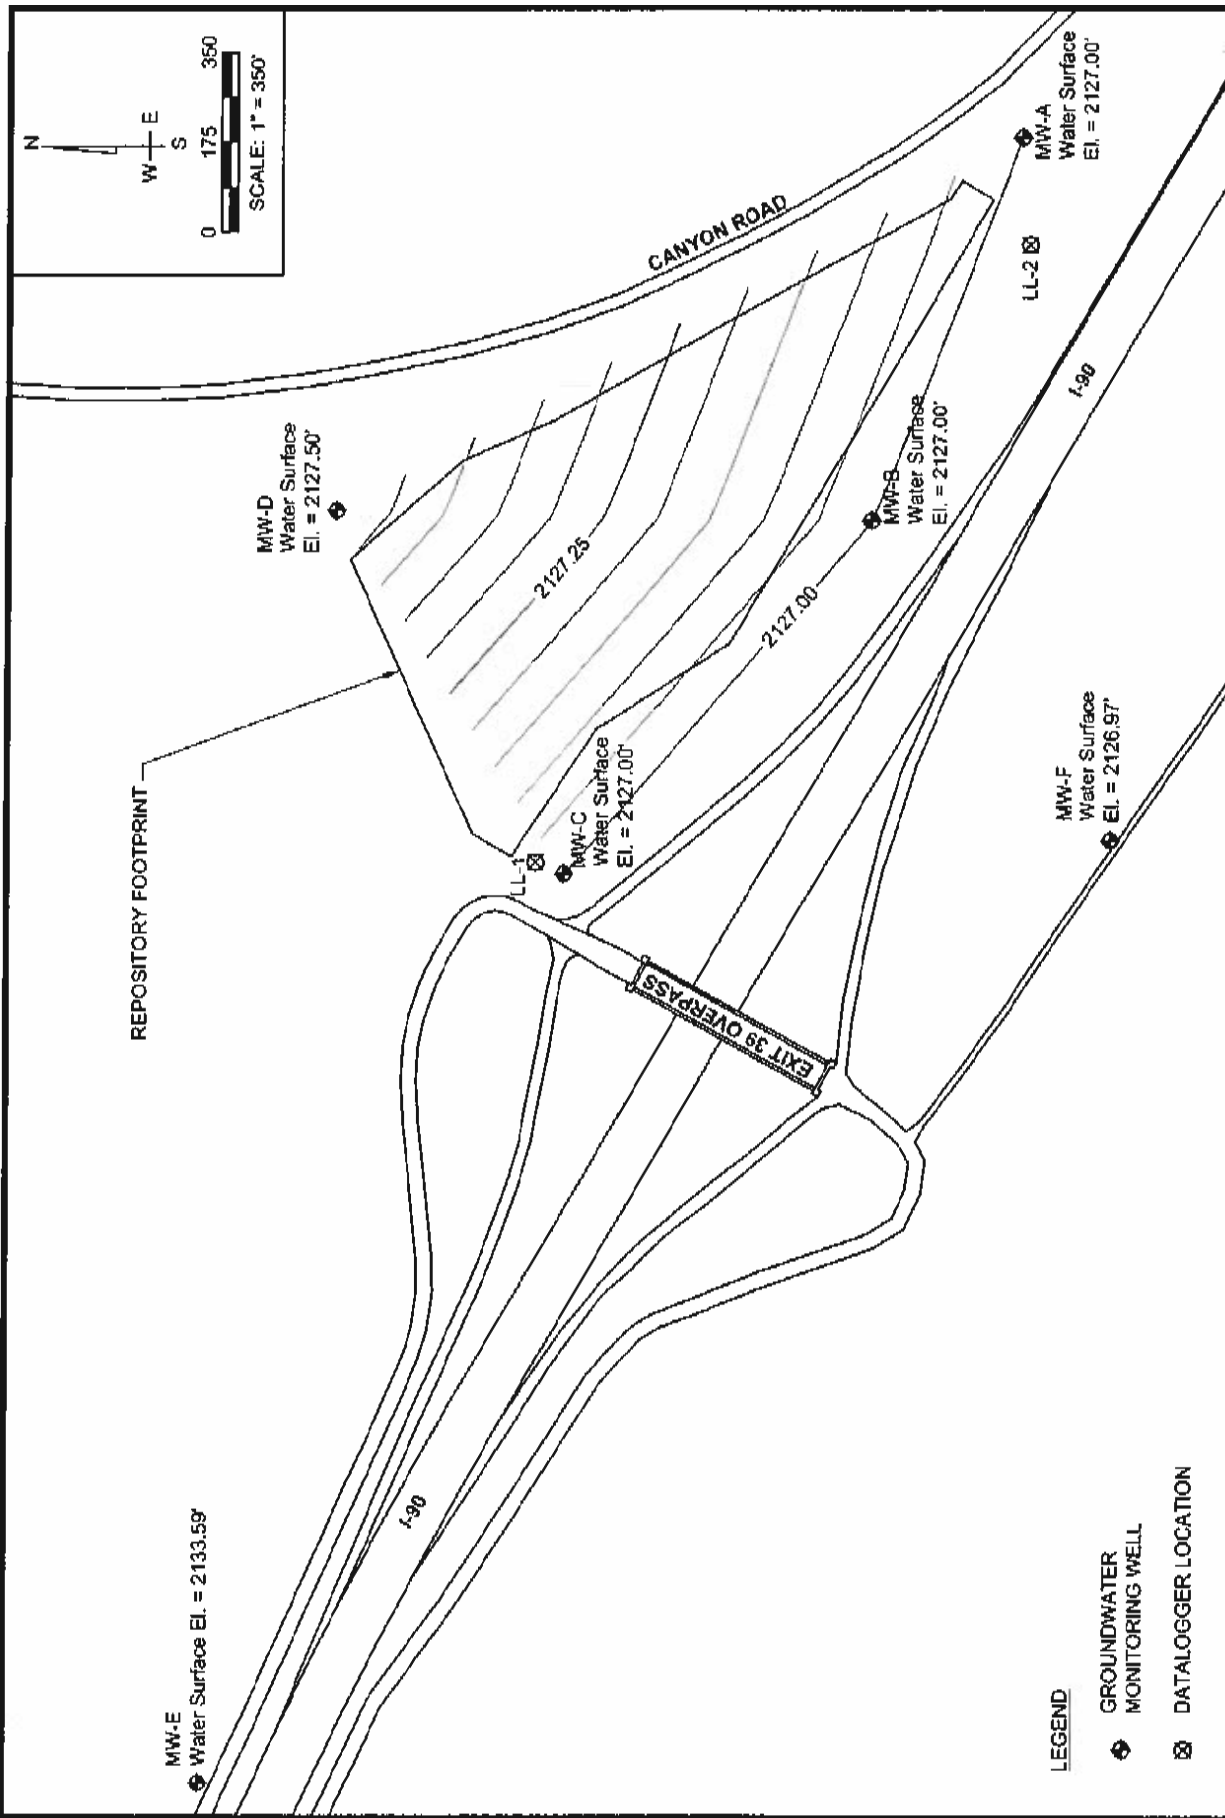 N
W
E
S
0
175
350
SCALE: 1" = 350'
REPOSITORY FOOTPRINT
MW-E
Water Surface El. = 2133.59'
MW-D
Water Surface
El. = 2127.50'
CANYON ROAD
2127.25
2127.00
LL-1
MW-C
Water Surface
El. = 2127.00'
MW-B
Water Surface
El. = 2127.00'
LL-2
MW-A
Water Surface
El. = 2127.00'
I-90
I-90
EXIT 39 OVERPASS
MW-F
Water Surface
El. = 2126.97'
LEGEND
GROUNDWATER
MONITORING WELL
DATALOGGER LOCATION